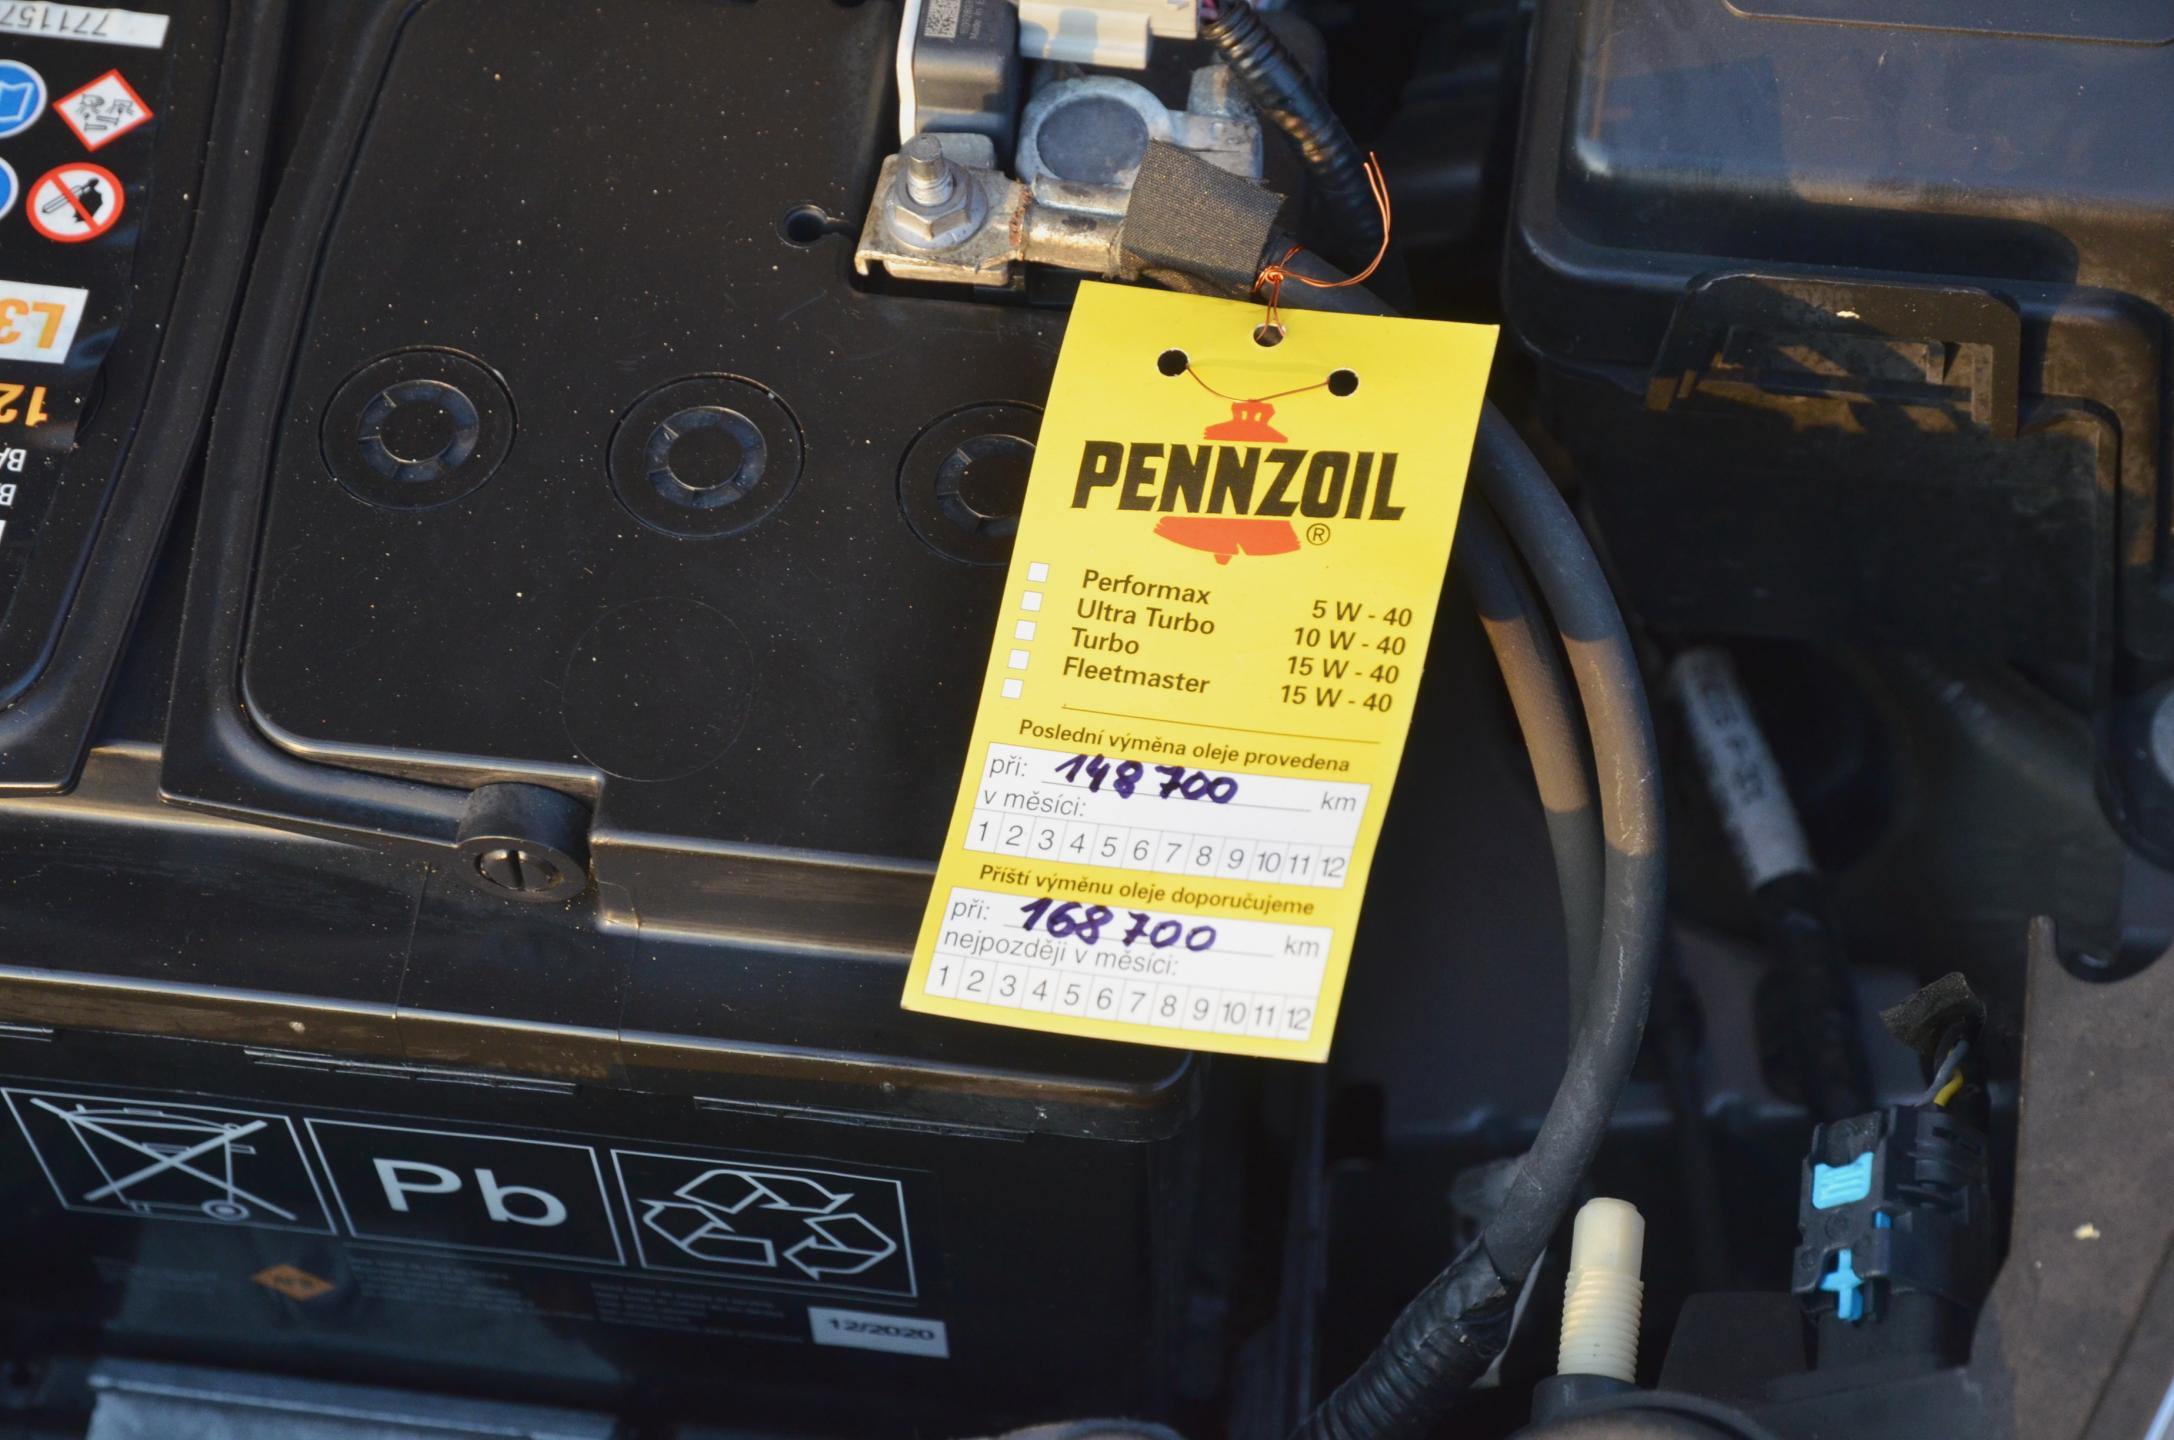 771157
L3
12
PENNZOIL
®
Performax 5 W - 40
Ultra Turbo 10 W - 40
Turbo 15 W - 40
Fleetmaster 15 W - 40
Poslední výměna oleje provedena
při: 148 700 km
v měsíci:
1 2 3 4 5 6 7 8 9 10 11 12
Příští výměnu oleje doporučujeme
při: 168 700 km
nejpozději v měsíci:
1 2 3 4 5 6 7 8 9 10 11 12
Pb
12/2020